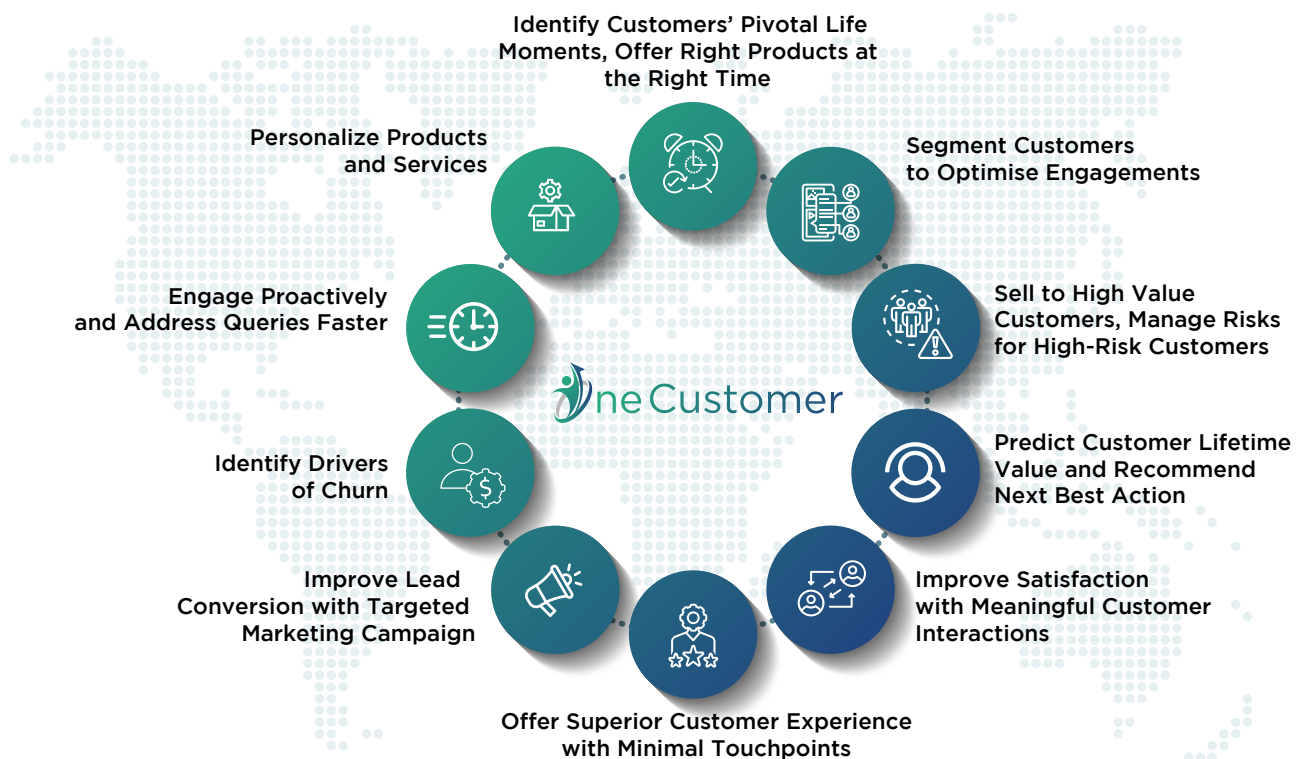 Identify Customers' Pivotal Life
Moments, Offer Right Products at
the Right Time
Segment Customers
to Optimise Engagements
Sell to High Value
Customers, Manage Risks
for High-Risk Customers
Predict Customer Lifetime
Value and Recommend
Next Best Action
Improve Satisfaction
with Meaningful Customer
Interactions
Offer Superior Customer Experience
with Minimal Touchpoints
Improve Lead
Conversion with Targeted
Marketing Campaign
Identify Drivers
of Churn
$
Engage Proactively
and Address Queries Faster
Personalize Products
and Services
OneCustomer